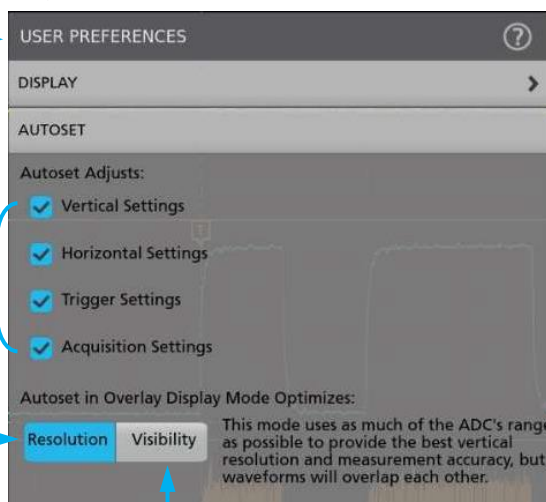 USER PREFERENCES
?
DISPLAY
AUTOSET
Autoset Adjusts:
Vertical Settings
T
Horizontal Settings
Trigger Settings
Acquisition Settings
Autoset in Overlay Display Mode Optimizes:
Resolution Visibility
This mode uses as much of the ADC's range
as possible to provide the best vertical
resolution and measurement accuracy, but
waveforms will overlap each other.